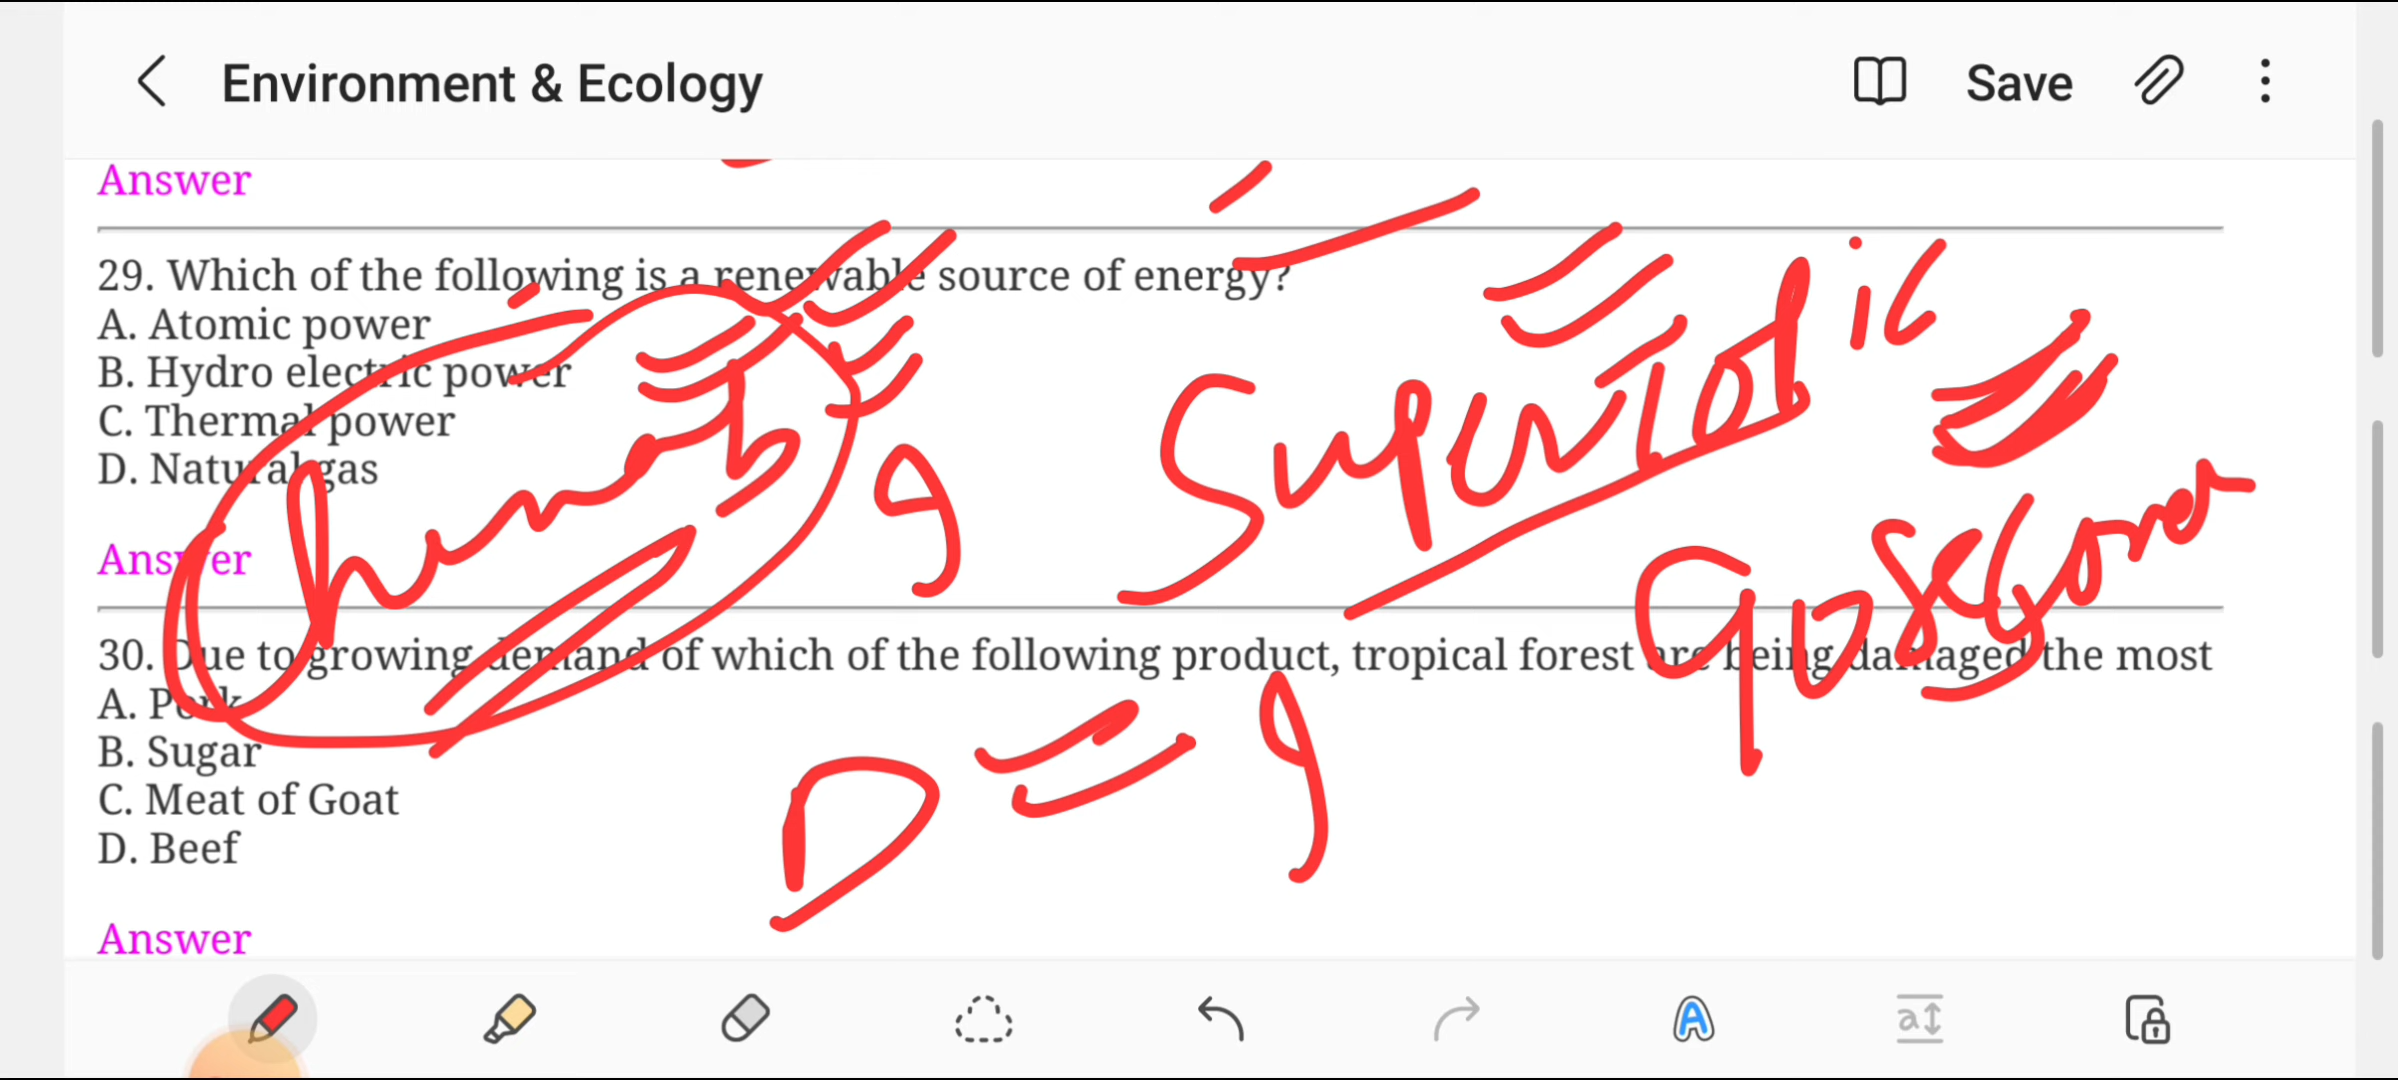 Environment & Ecology
Save
Answer
29. Which of the following is a renewable source of energy?
A. Atomic power
B. Hydro electric power
C. Thermal power
D. Natural gas
Answer
30. Due to growing demand of which of the following product, tropical forest are being damaged the most
A. Pork
B. Sugar
C. Meat of Goat
D. Beef
Answer
D = 9